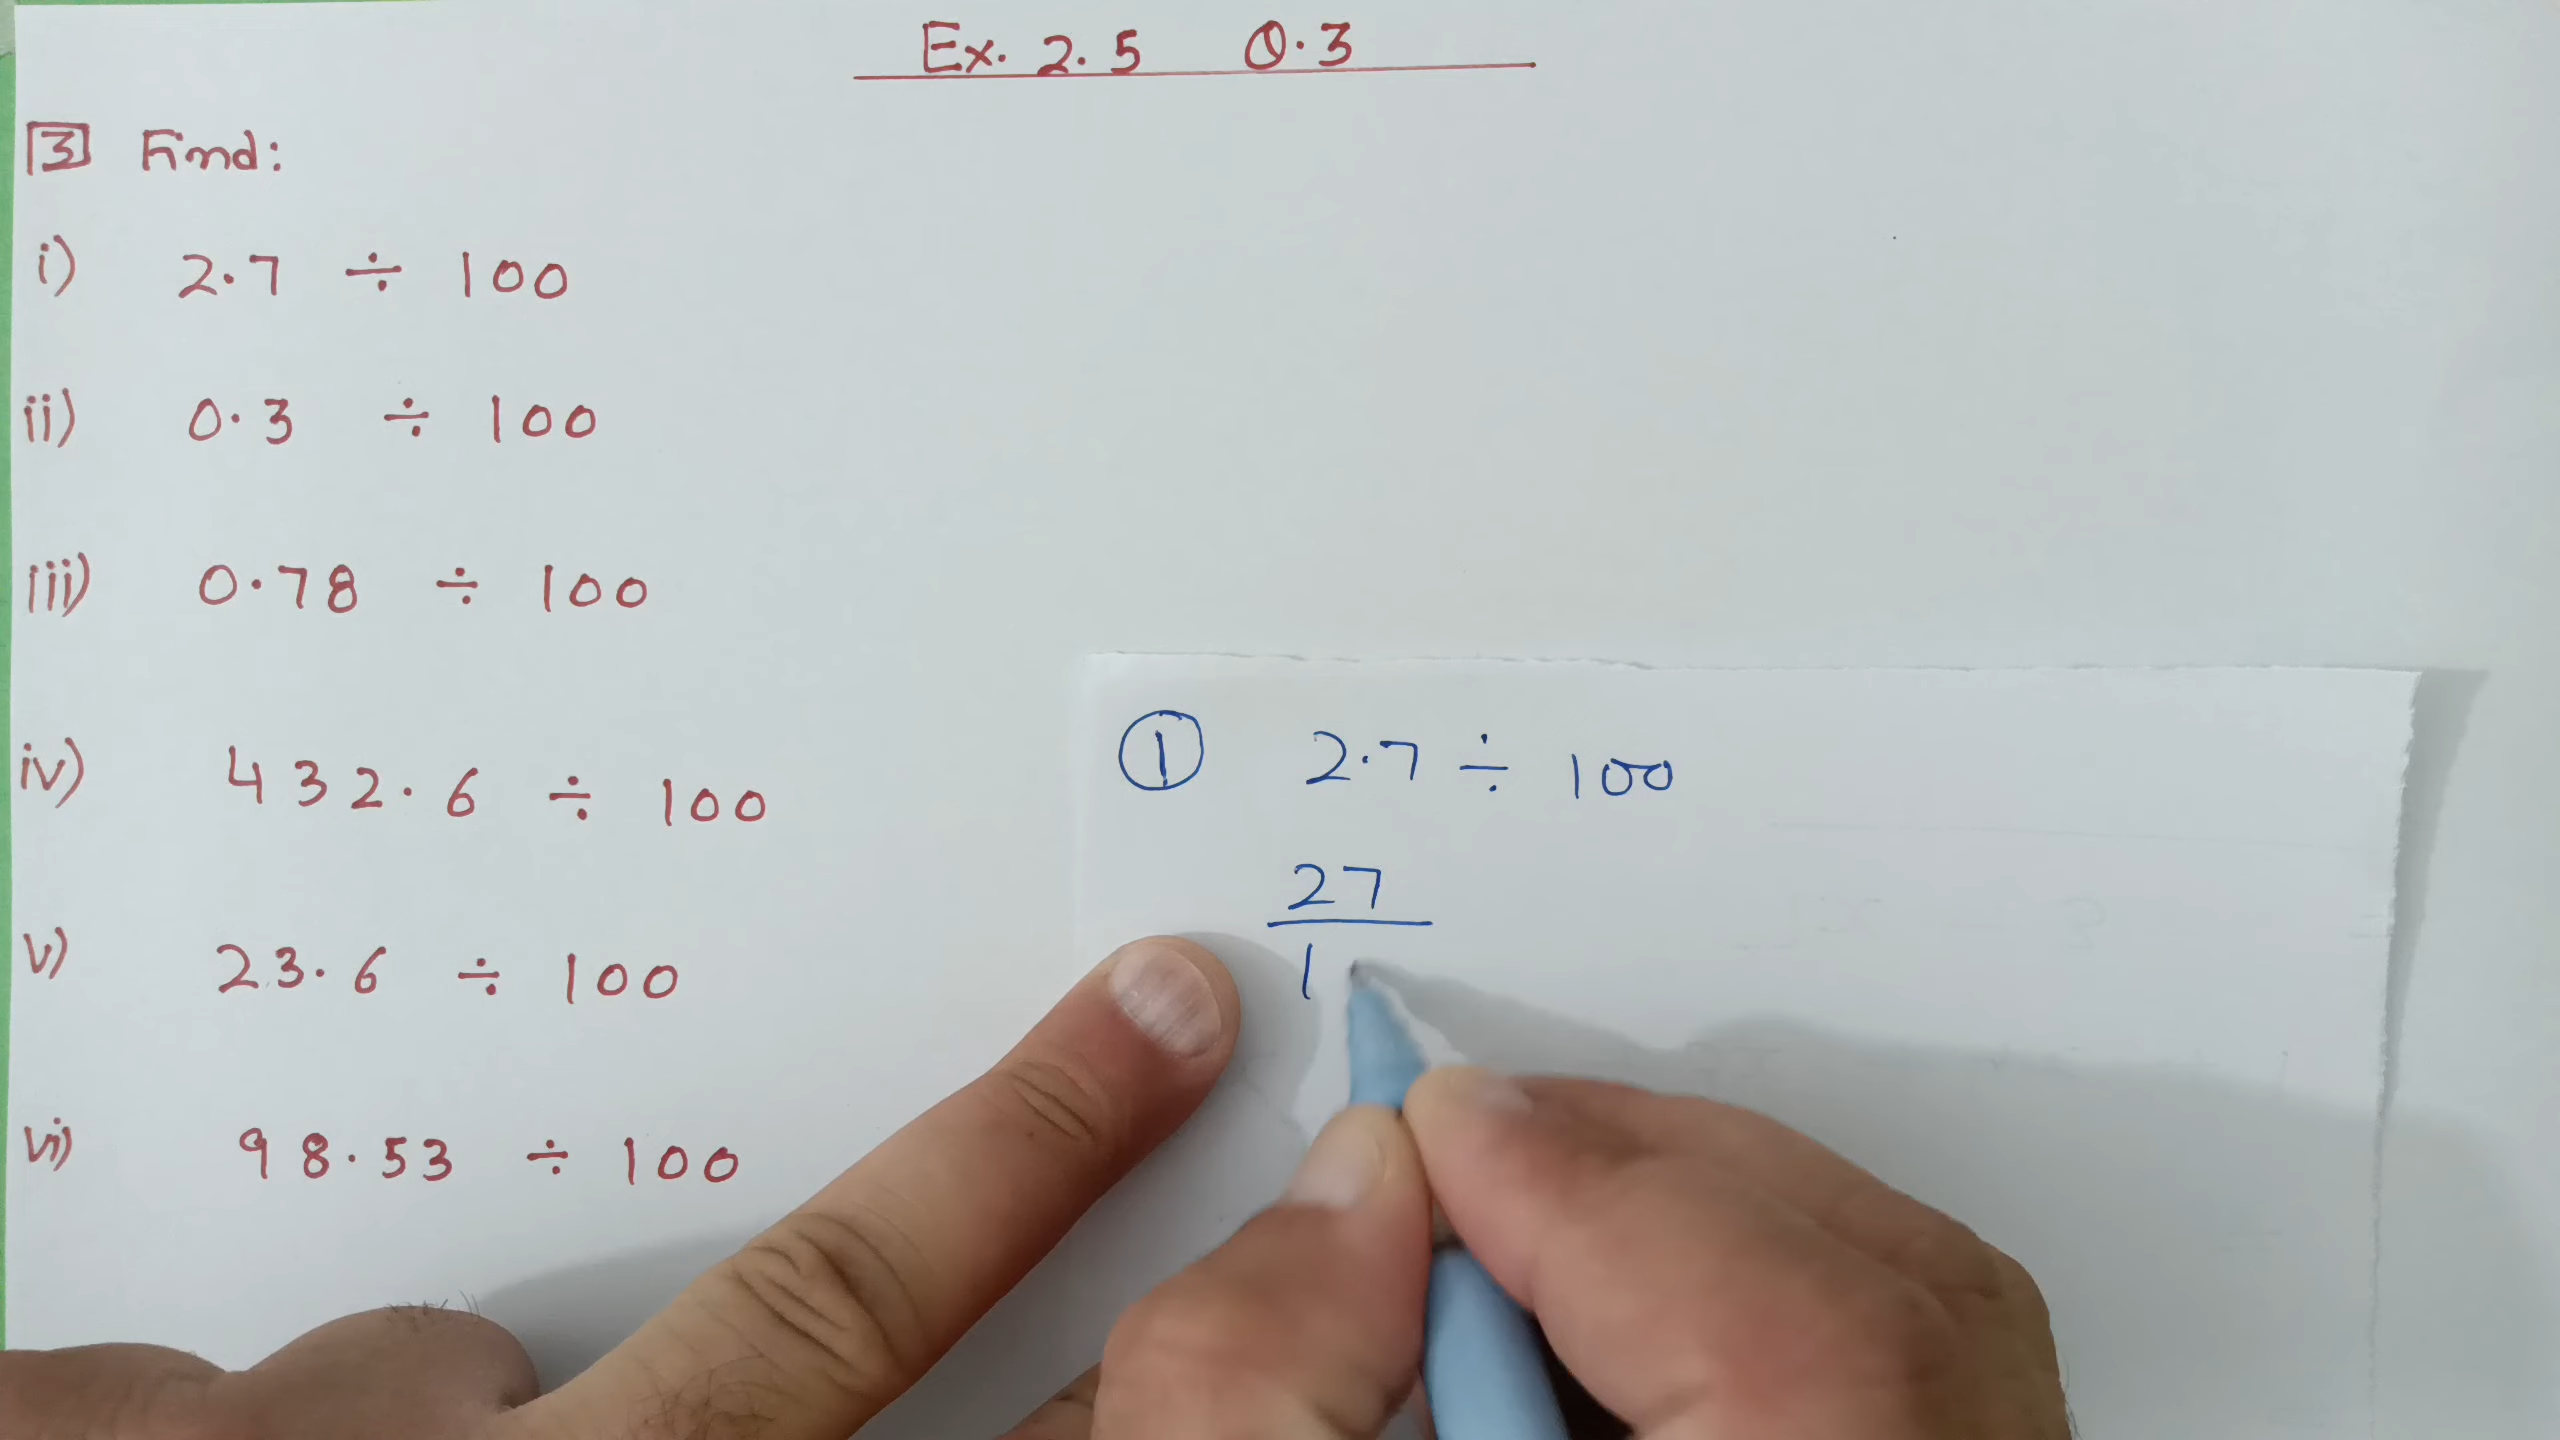 Ex. 2.5 Q.3
3 Find:
i) 2.7 ÷ 100
ii) 0.3 ÷ 100
iii) 0.78 ÷ 100
iv) 432.6 ÷ 100
v) 23.6 ÷ 100
vi) 98.53 ÷ 100
1 2.7 ÷ 100
27
1